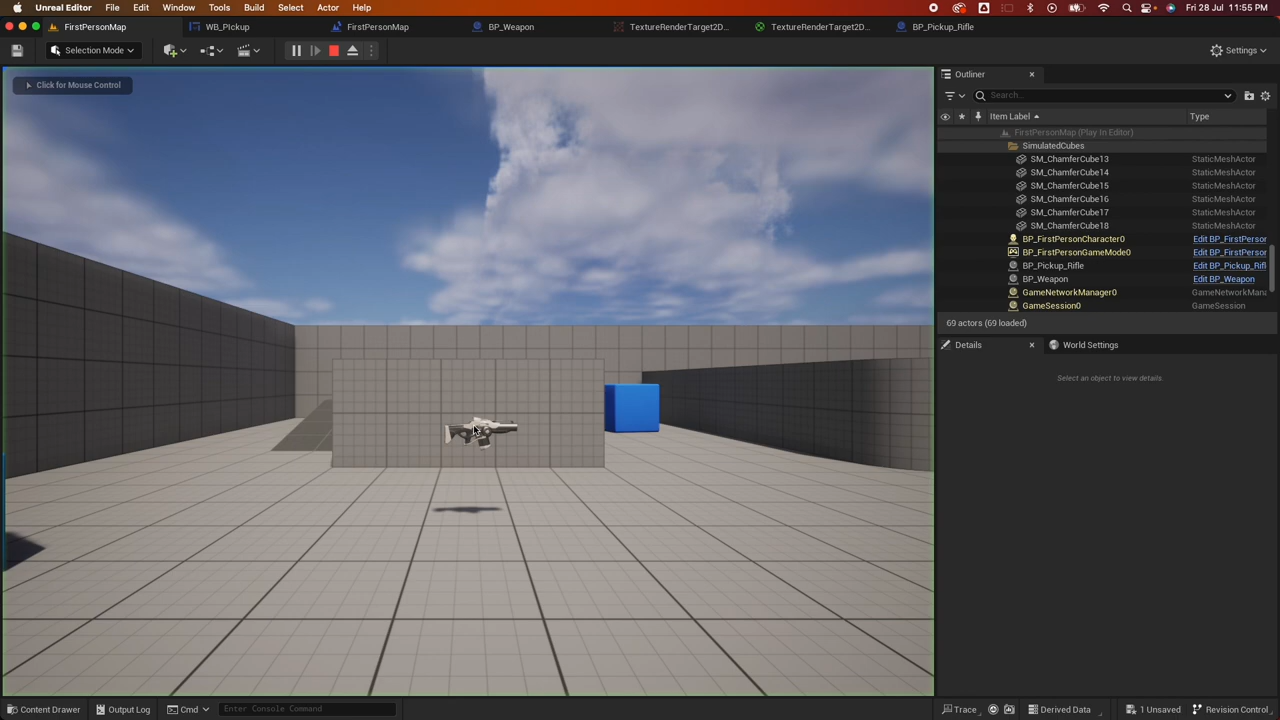 Unreal Editor File Edit Window Tools Build Select Actor Help Fri 28 Jul 11:55 PM
FirstPersonMap WB_Pickup FirstPersonMap BP_Weapon TextureRenderTarget2D... TextureRenderTarget2D... BP_Pickup_Rifle
Selection Mode Settings
Click for Mouse Control
Outliner
Search...
Item Label Type
FirstPersonMap (Play In Editor)
SimulatedCubes
SM_ChamferCube13 StaticMeshActor
SM_ChamferCube14 StaticMeshActor
SM_ChamferCube15 StaticMeshActor
SM_ChamferCube16 StaticMeshActor
SM_ChamferCube17 StaticMeshActor
SM_ChamferCube18 StaticMeshActor
BP_FirstPersonCharacter0 Edit BP_FirstPerson
BP_FirstPersonGameMode0 Edit BP_FirstPerson
BP_Pickup_Rifle Edit BP_Pickup_Rifl
BP_Weapon Edit BP_Weapon
GameNetworkManager0 GameNetworkMana
GameSession0 GameSession
69 actors (69 loaded)
Details World Settings
Select an object to view details.
Content Drawer Output Log Cmd Enter Console Command Trace Derived Data 1 Unsaved Revision Control